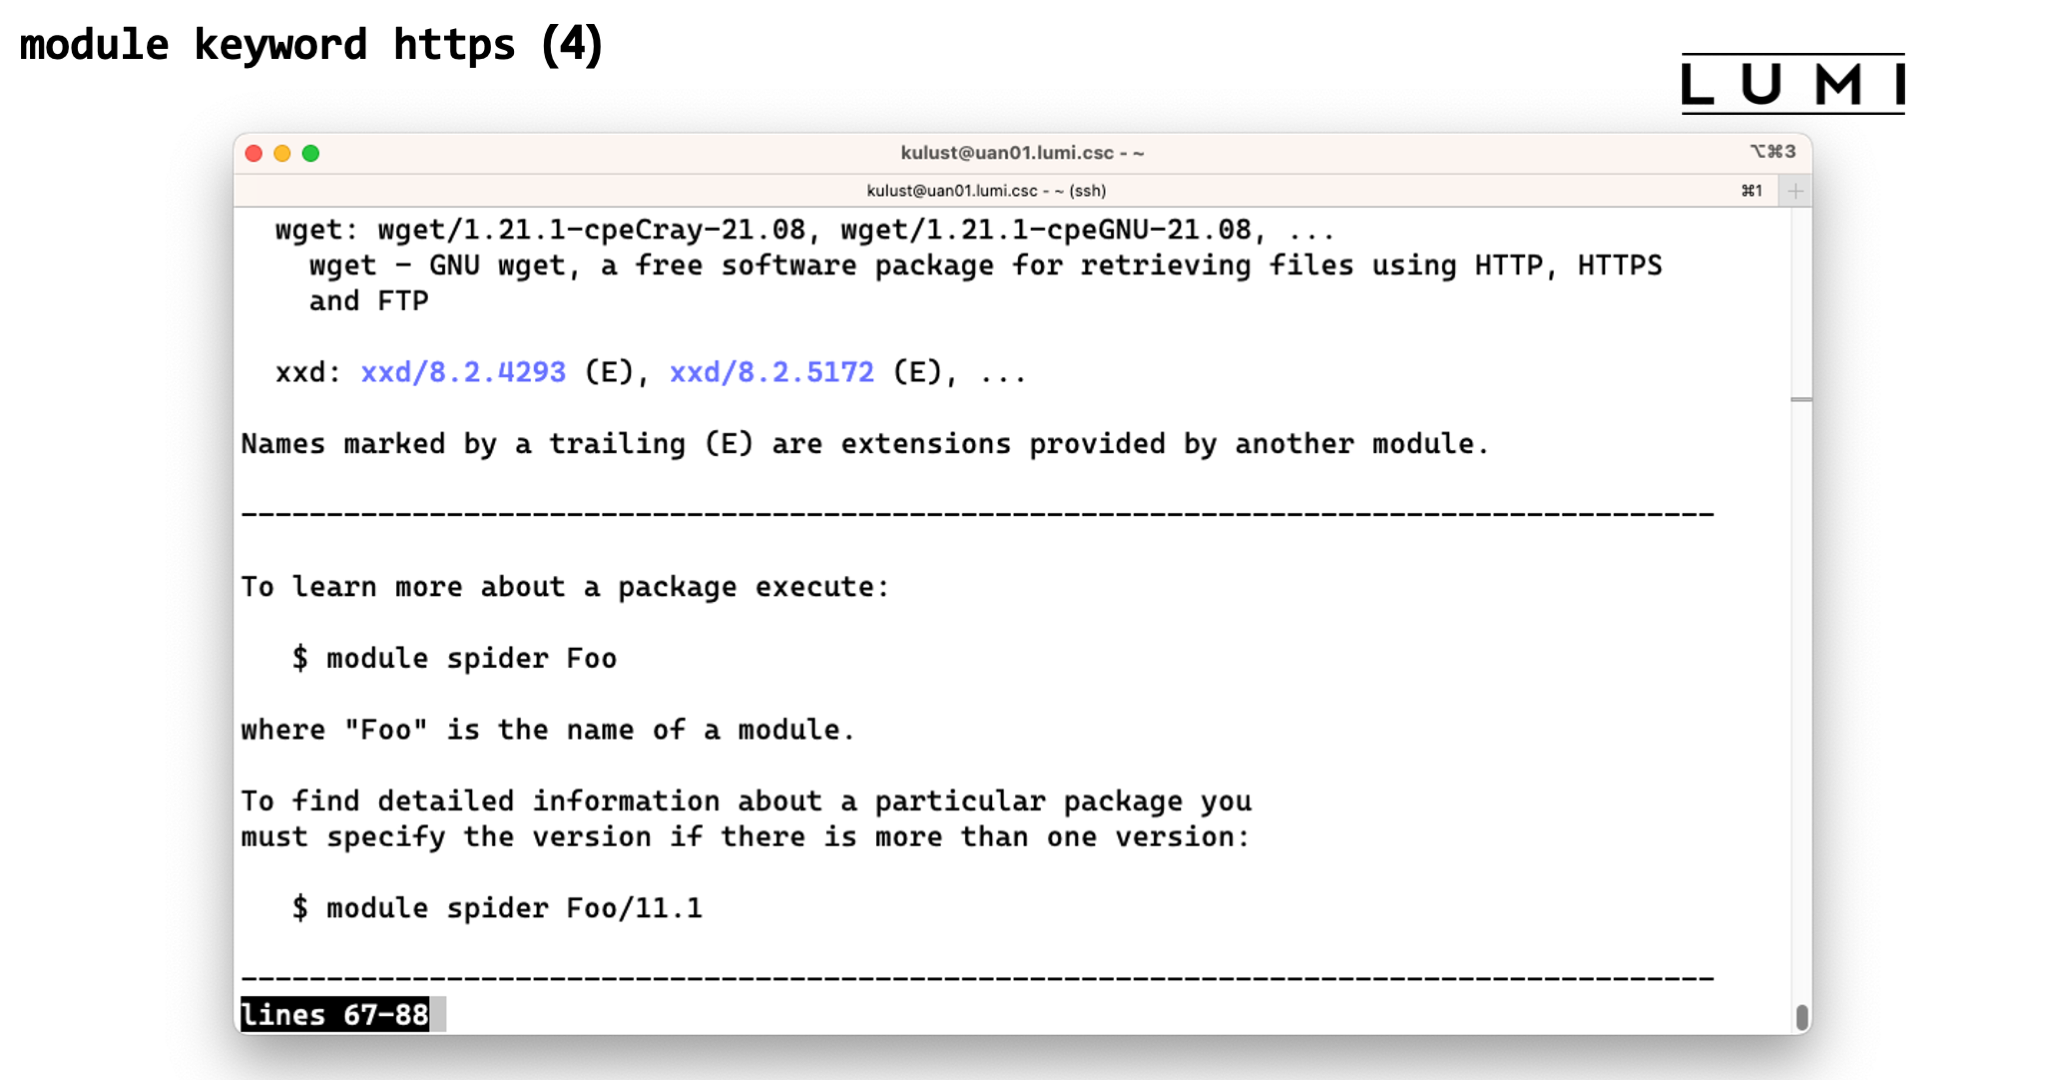 module keyword https (4)
LUMI
kulust@uan01.lumi.csc - ~
⌥⌘3
kulust@uan01.lumi.csc - ~ (ssh)
⌘1
+
wget: wget/1.21.1-cpeCray-21.08, wget/1.21.1-cpeGNU-21.08, ...
wget - GNU wget, a free software package for retrieving files using HTTP, HTTPS
and FTP
xxd: xxd/8.2.4293 (E), xxd/8.2.5172 (E), ...
Names marked by a trailing (E) are extensions provided by another module.
--------------------------------------------------------------------------------------
To learn more about a package execute:
$ module spider Foo
where "Foo" is the name of a module.
To find detailed information about a particular package you
must specify the version if there is more than one version:
$ module spider Foo/11.1
--------------------------------------------------------------------------------------
lines 67-88